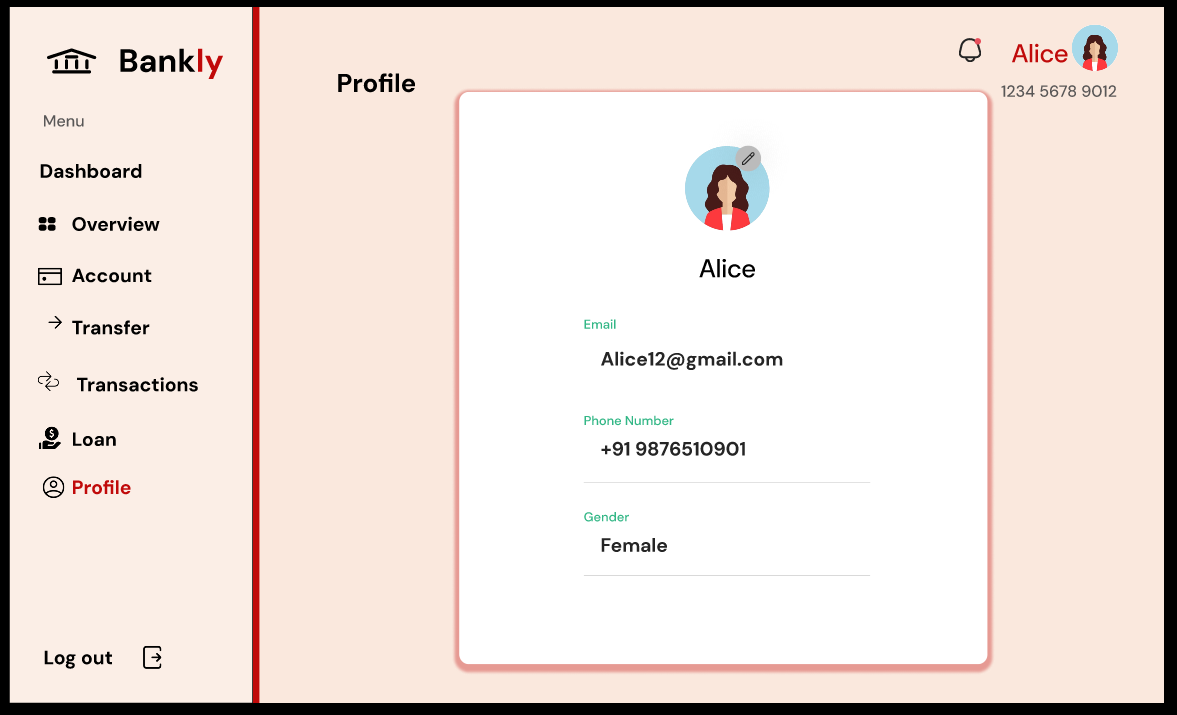 Bankly
Menu
Dashboard
Overview
Account
Transfer
Transactions
Loan
Profile
Log out
Profile
Alice
1234 5678 9012
Alice
Email
Alice12@gmail.com
Phone Number
+91 9876510901
Gender
Female